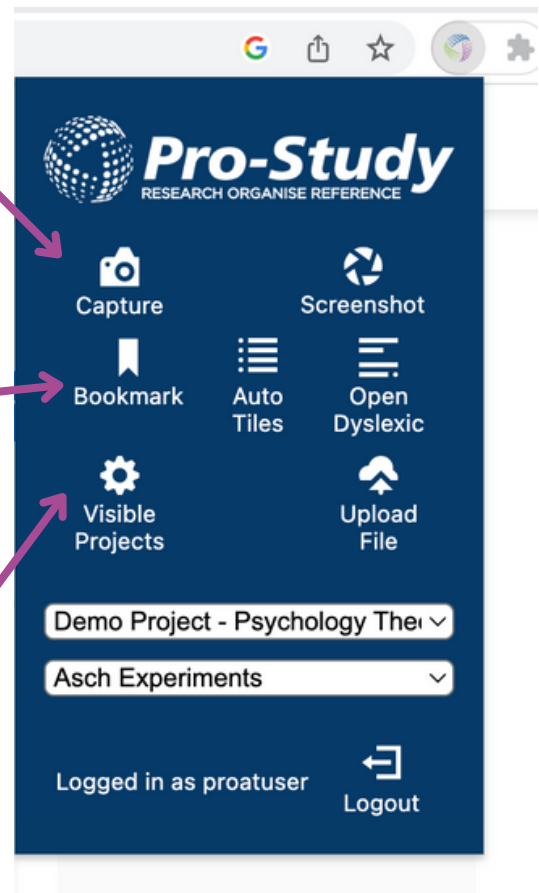 Pro-Study
RESEARCH ORGANISE REFERENCE
Capture
Screenshot
Bookmark
Auto
Tiles
Open
Dyslexic
Visible
Projects
Upload
File
Demo Project - Psychology The
Asch Experiments
Logged in as proatuser
Logout